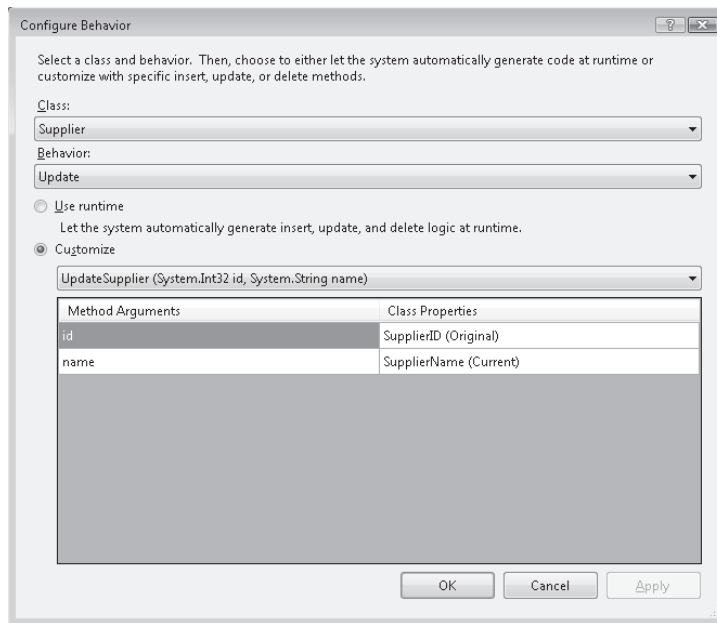 Configure Behavior
Select a class and behavior. Then, choose to either let the system automatically generate code at runtime or
customize with specific insert, update, or delete methods.
Class:
Supplier
Behavior:
Update
Use runtime
Let the system automatically generate insert, update, and delete logic at runtime.
Customize
UpdateSupplier (System.Int32 id, System.String name)
Method Arguments Class Properties
id SupplierID (Original)
name SupplierName (Current)
OK Cancel Apply